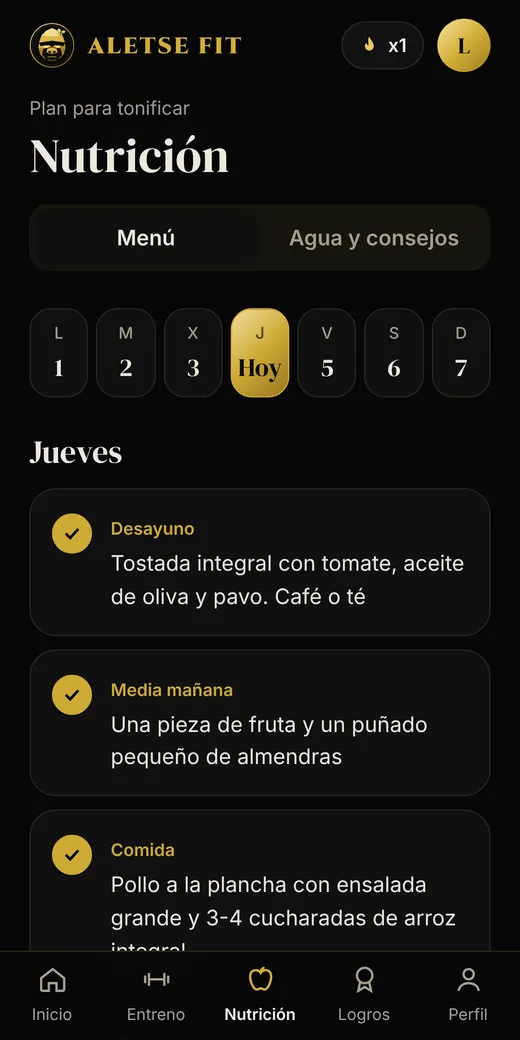 ALETSE FIT
x1
L
Plan para tonificar
Nutrición
Menú
Agua y consejos
L
M
X
J
V
S
D
1
2
3
Hoy
5
6
7
Jueves
Desayuno
Tostada integral con tomate, aceite
de oliva y pavo. Café o té
Media mañana
Una pieza de fruta y un puñado
pequeño de almendras
Comida
Pollo a la plancha con ensalada
grande y 3-4 cucharadas de arroz
integral
Inicio
Entreno
Nutrición
Logros
Perfil